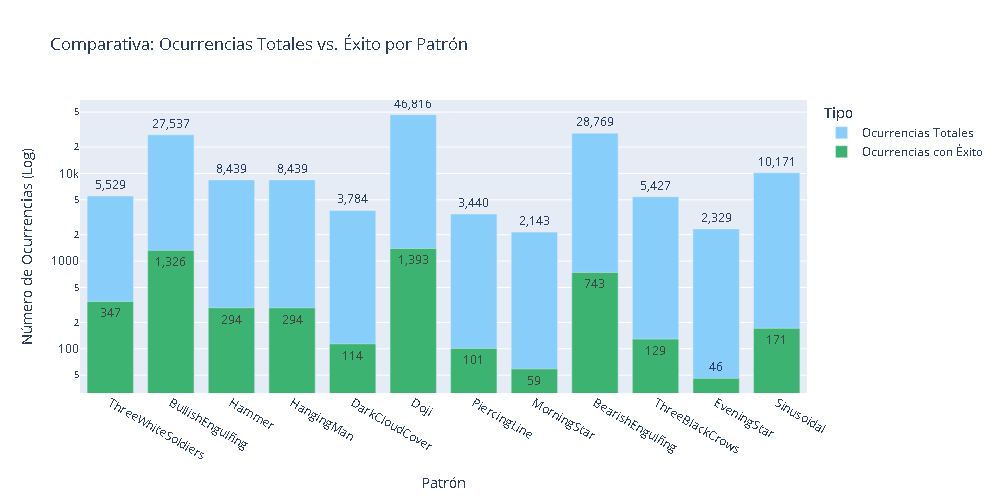 Comparativa: Ocurrencias Totales vs. Éxito por Patrón
Tipo
Ocurrencias Totales
Ocurrencias con Éxito
Número de Ocurrencias (Log)
5
2
10k
5
2
1000
5
2
100
5
5,529
27,537
8,439
8,439
3,784
46,816
3,440
2,143
28,769
5,427
2,329
10,171
347
1,326
294
294
114
1,393
101
59
743
129
46
171
ThreeWhiteSoldiers
BullishEngulfing
Hammer
HangingMan
DarkCloudCover
Doji
PiercingLine
MorningStar
BearishEngulfing
ThreeBlackCrows
EveningStar
Sinusoidal
Patrón